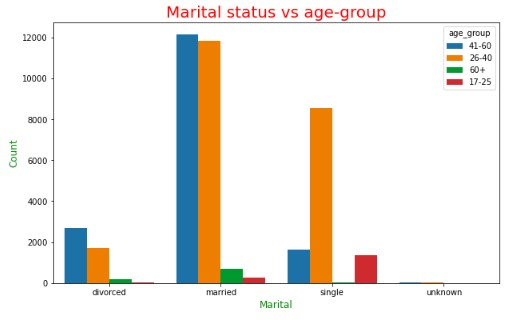 Marital status vs age-group
age_group
41-60
26-40
60+
17-25
Count
12000
10000
8000
6000
4000
2000
0
divorced married single unknown
Marital